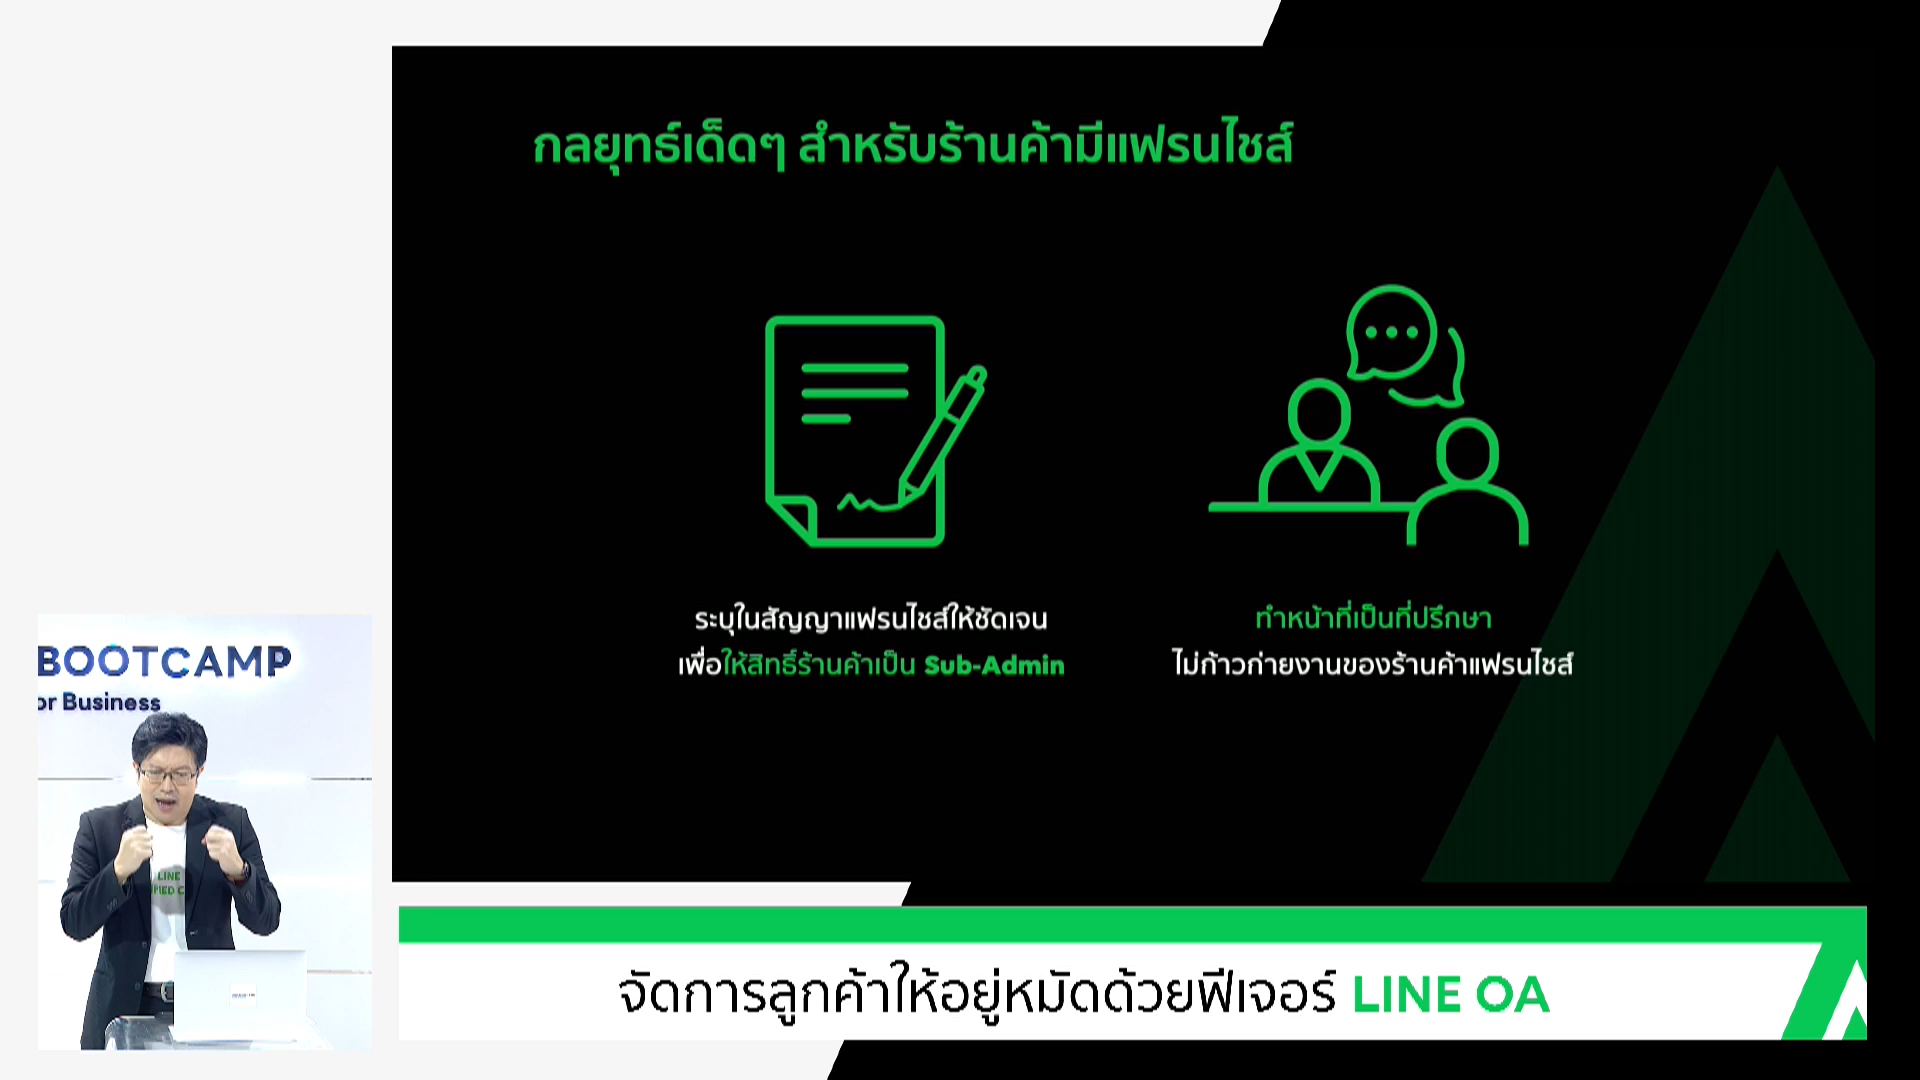 กลยุทธ์เด็ดๆ สำหรับร้านค้ามีแฟรนไชส์
ระบุในสัญญาแฟรนไชส์ให้ชัดเจน
เพื่อให้สิทธิ์ร้านค้าเป็น Sub-Admin
ทำหน้าที่เป็นที่ปรึกษา
ไม่ก้าวก่ายงานของร้านค้าแฟรนไชส์
BOOTCAMP
or Business
LINE
FIED C
จัดการลูกค้าให้อยู่หมัดด้วยฟีเจอร์ LINE OA